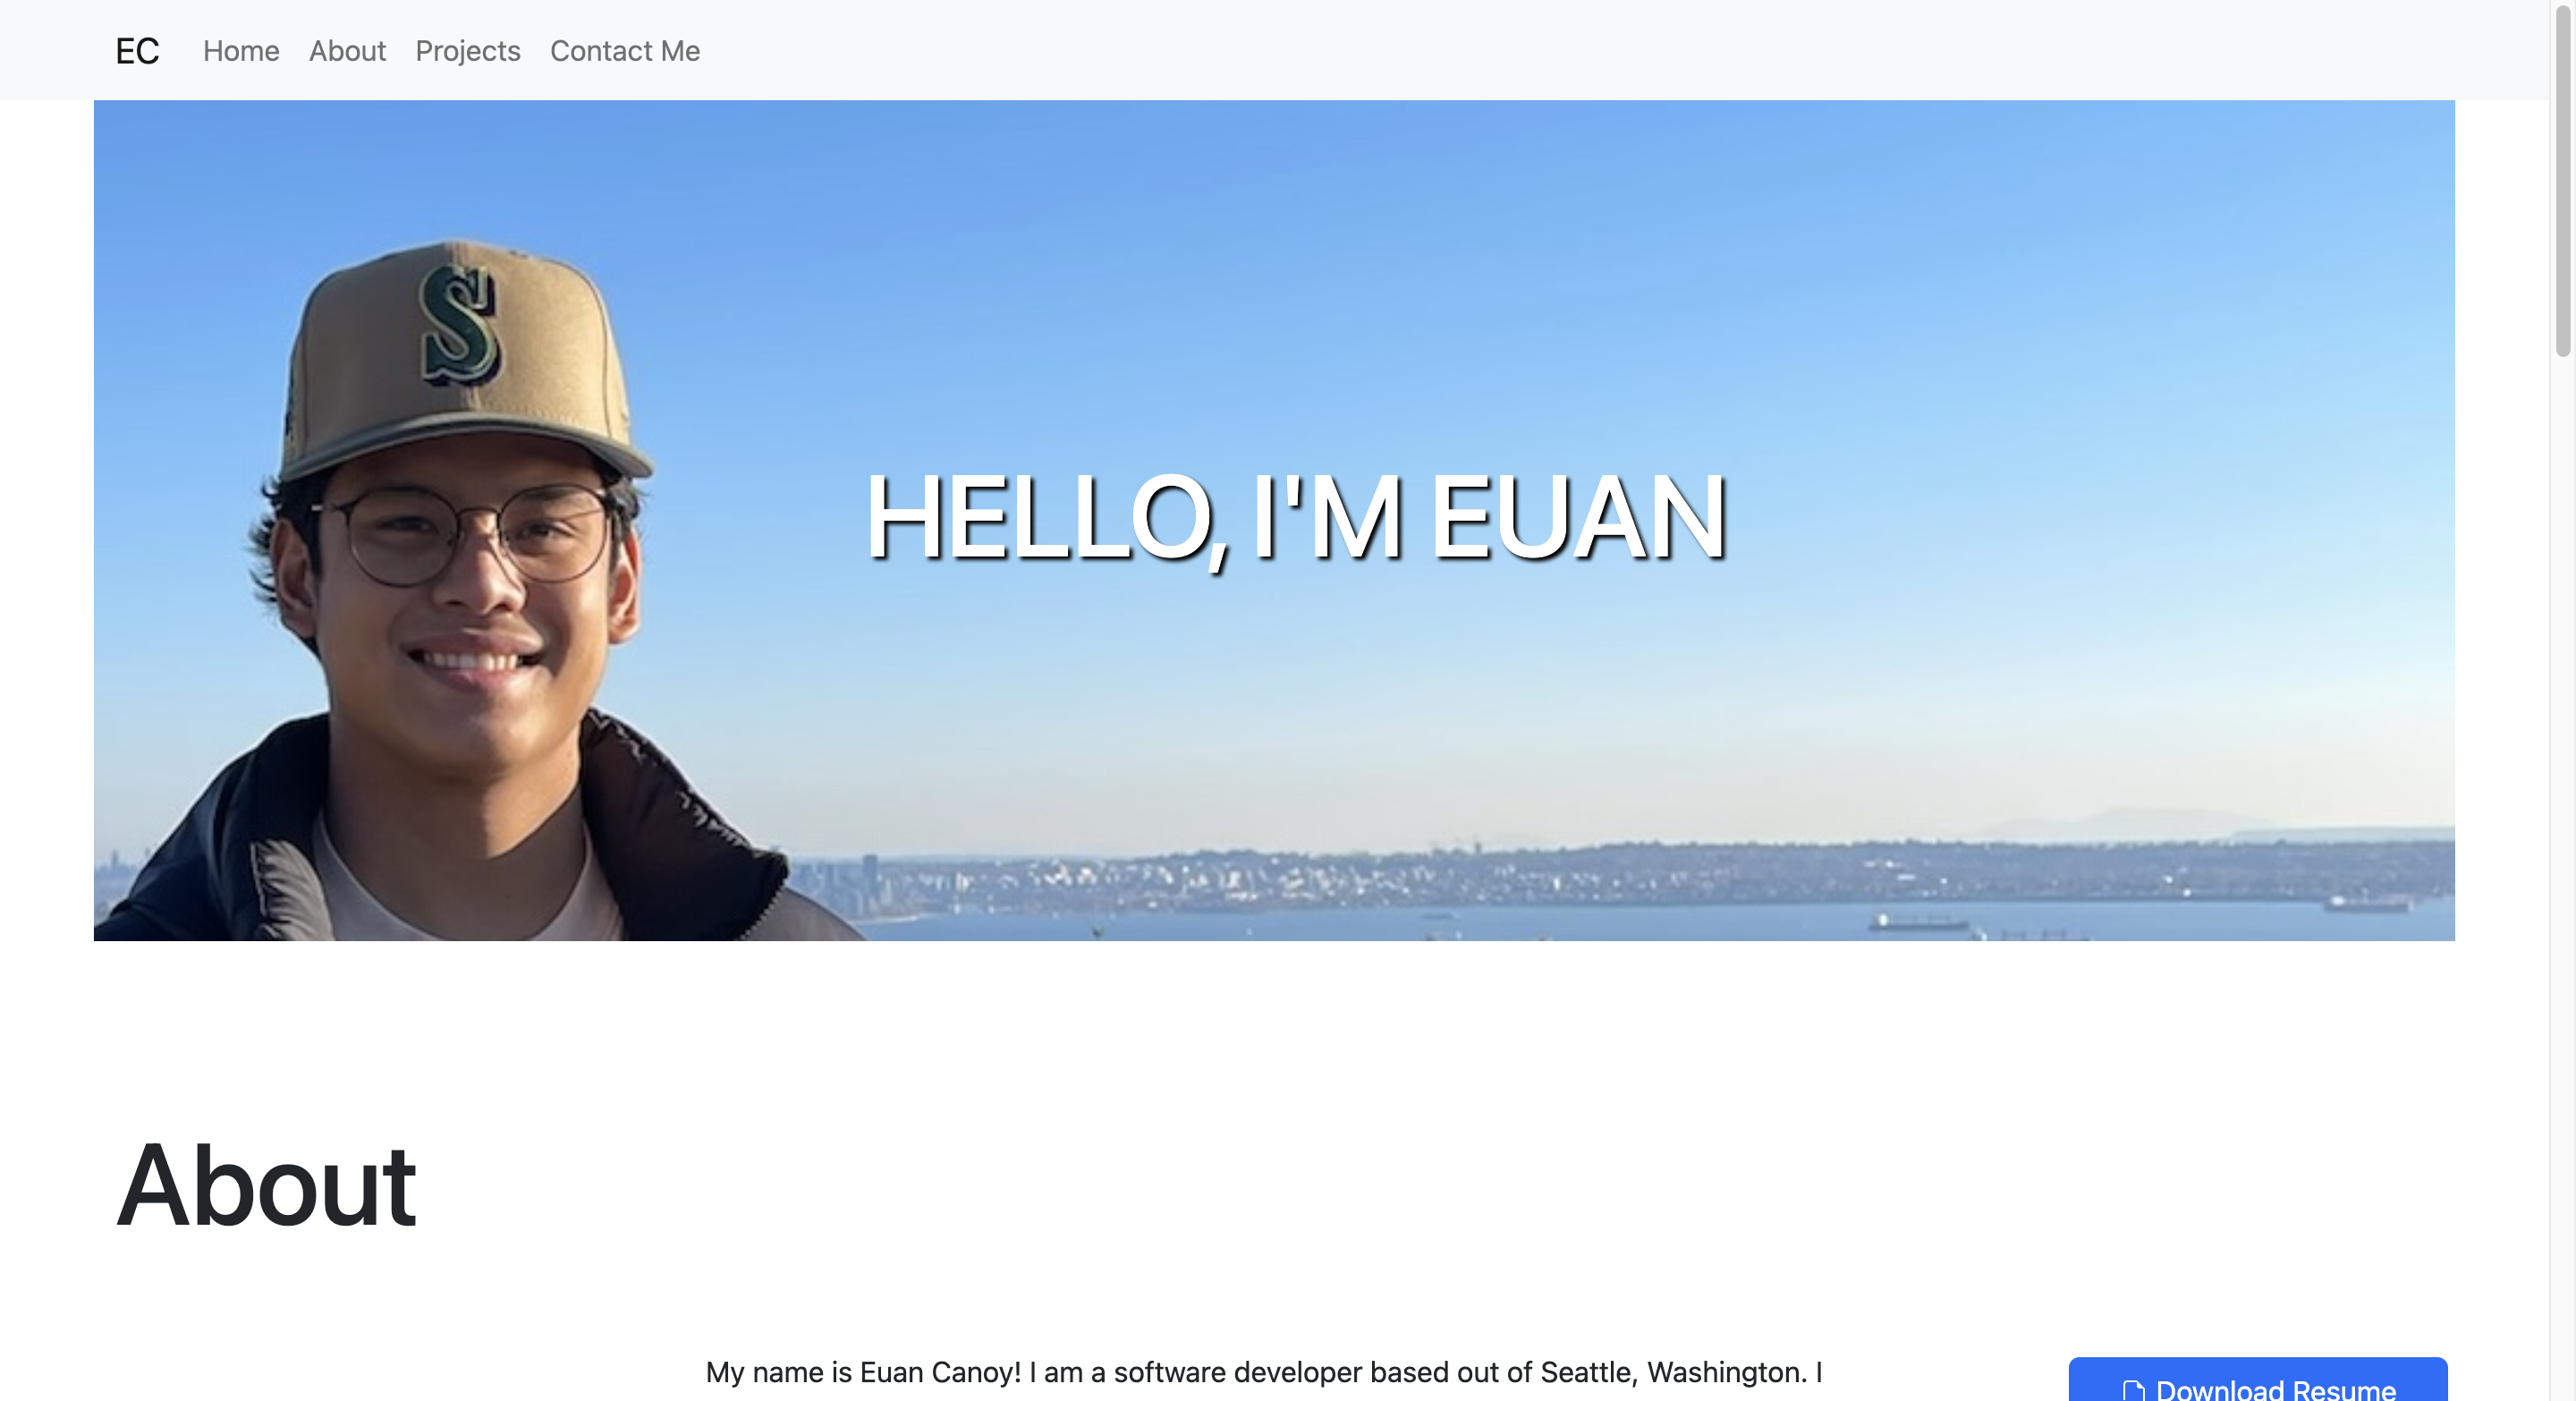 EC Home About Projects Contact Me
S
HELLO, I'M EUAN
About
My name is Euan Canoy! I am a software developer based out of Seattle, Washington. I
Download Resume